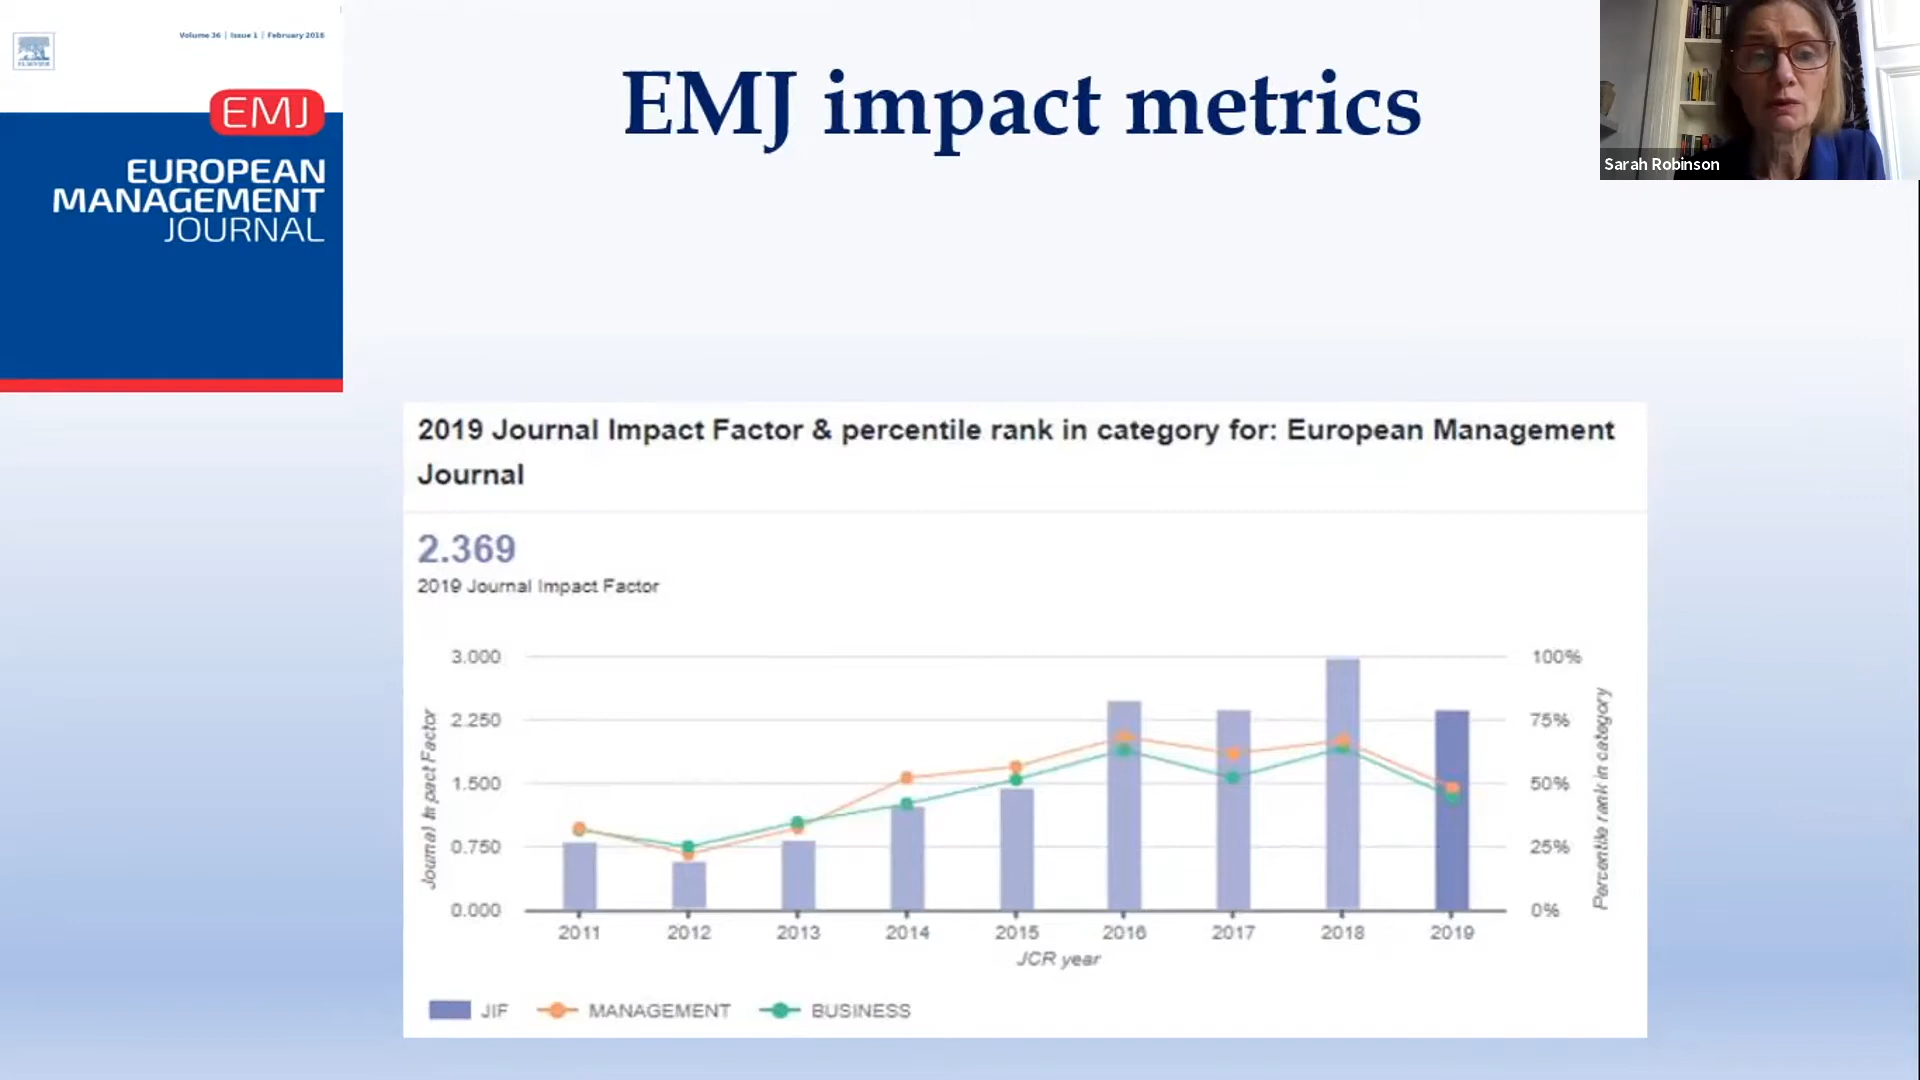 Volume 36 | Issue 1 | February 2018
ELSEVIER
EMJ
EUROPEAN
MANAGEMENT
JOURNAL
EMJ impact metrics
Sarah Robinson
2019 Journal Impact Factor & percentile rank in category for: European Management
Journal
2.369
2019 Journal Impact Factor
Journal Impact Factor
3.000
2.250
1.500
0.750
0.000
100%
75%
50%
25%
0%
Percentile rank in category
2011 2012 2013 2014 2015 2016 2017 2018 2019
JCR year
JIF MANAGEMENT BUSINESS